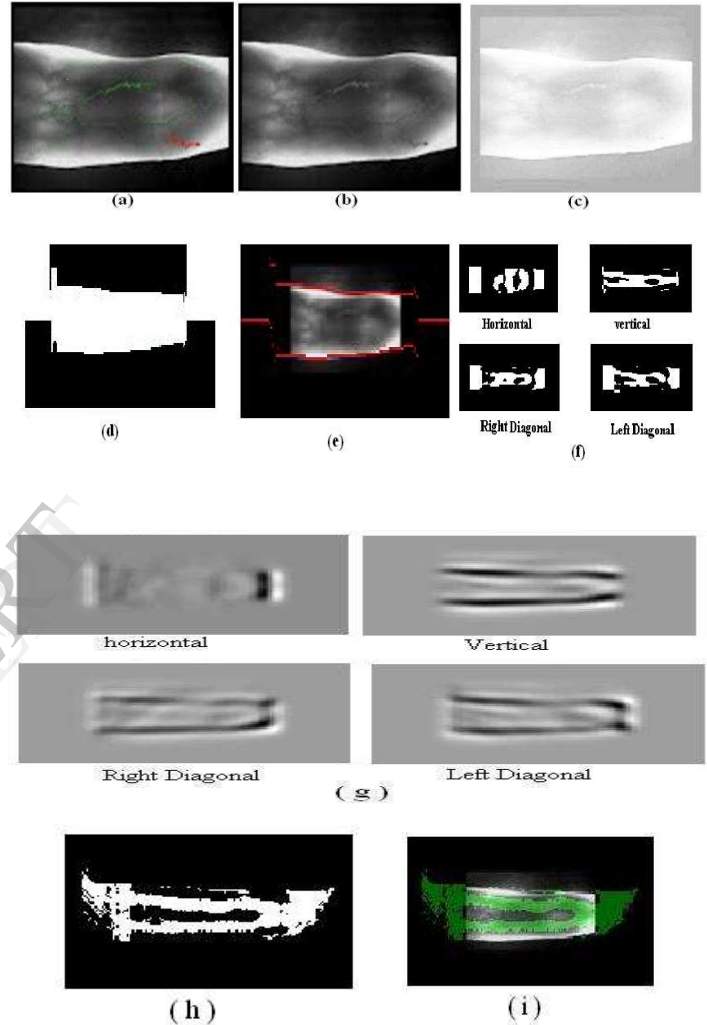 (a) (b) (c)
Horizontal vertical
Right Diagonal Left Diagonal
(d) (e) (f)
horizontal Vertical
Right Diagonal Left Diagonal
( g )
( h ) ( i )